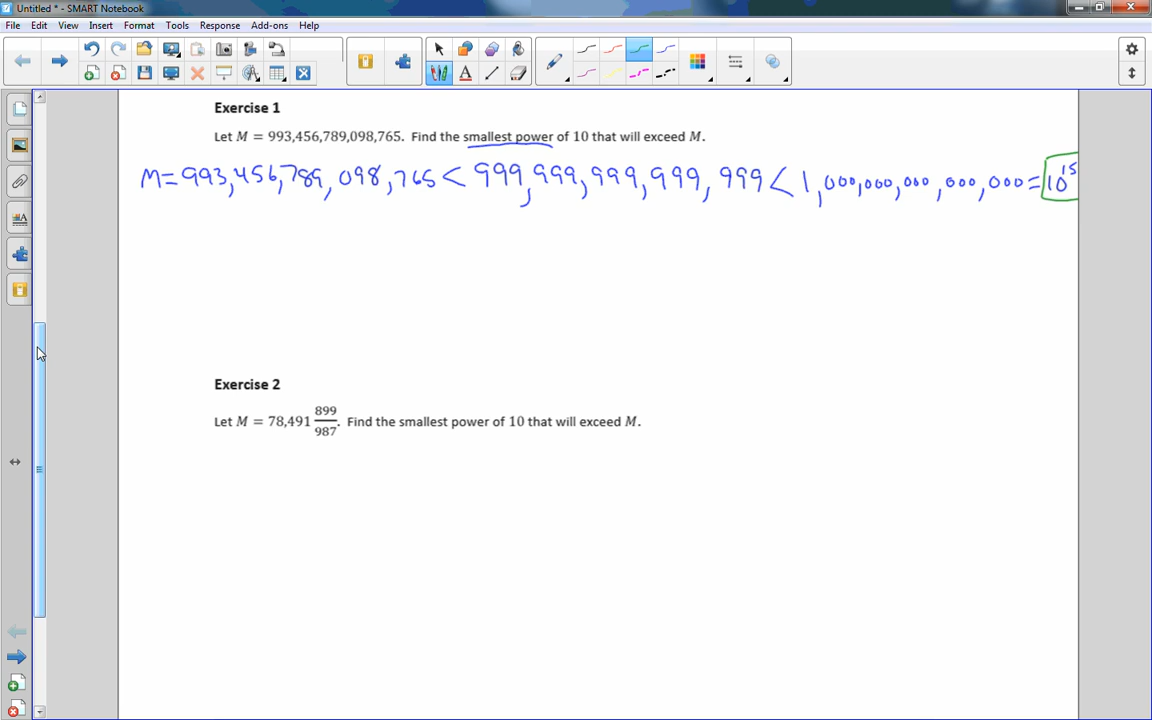 Untitled * - SMART Notebook
File Edit View Insert Format Tools Response Add-ons Help
Exercise 1
Let M = 993,456,789,098,765. Find the smallest power of 10 that will exceed M.
M=993,456,789,098,765 < 999,999,999,999,999 < 1,000,000,000,000,000 = 10^15
Exercise 2
Let M = 78,491 899/987. Find the smallest power of 10 that will exceed M.